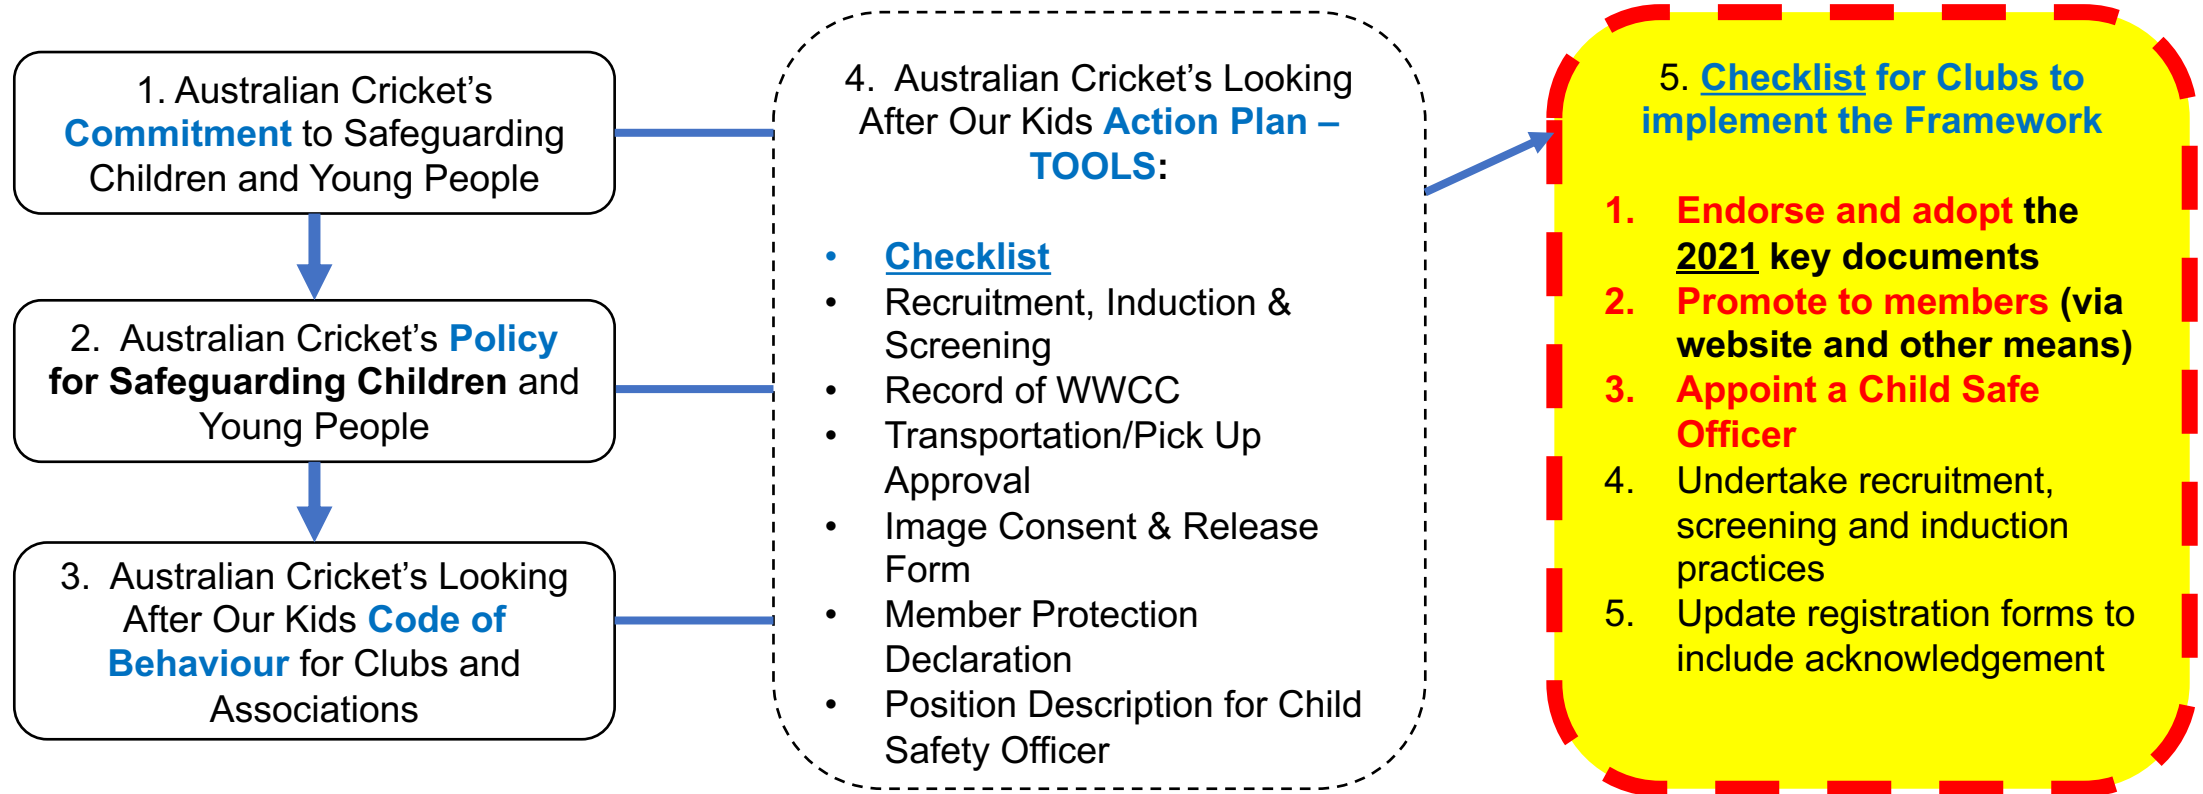 1. Australian Cricket’s
Commitment to Safeguarding
Children and Young People
2. Australian Cricket’s Policy
for Safeguarding Children and
Young People
3. Australian Cricket’s Looking
After Our Kids Code of
Behaviour for Clubs and
Associations
4. Australian Cricket’s Looking
After Our Kids Action Plan –
TOOLS:
• Checklist
• Recruitment, Induction &
Screening
• Record of WWCC
• Transportation/Pick Up
Approval
• Image Consent & Release
Form
• Member Protection
Declaration
• Position Description for Child
Safety Officer
5. Checklist for Clubs to
implement the Framework
1. Endorse and adopt the
2021 key documents
2. Promote to members (via
website and other means)
3. Appoint a Child Safe
Officer
4. Undertake recruitment,
screening and induction
practices
5. Update registration forms to
include acknowledgement